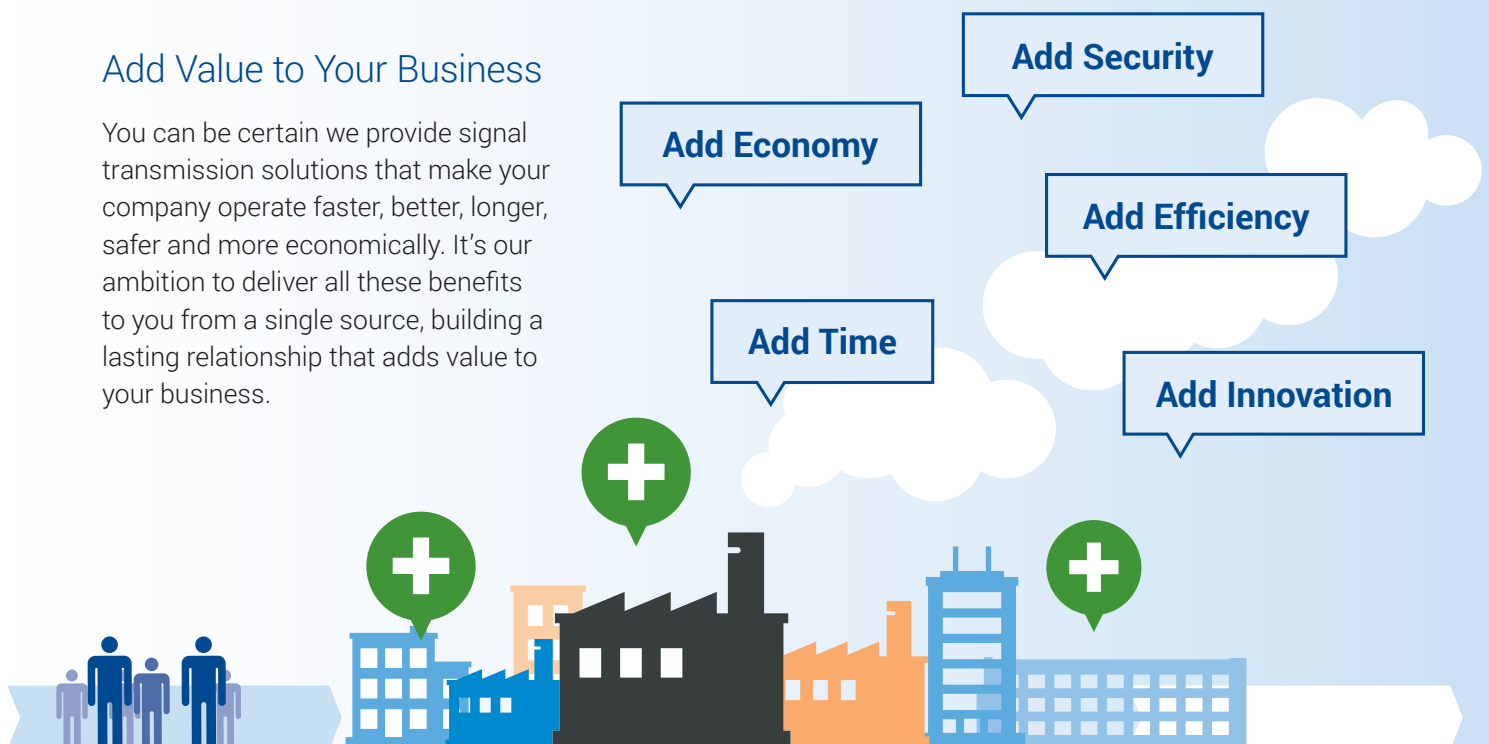 Add Value to Your Business
You can be certain we provide signal
transmission solutions that make your
company operate faster, better, longer,
safer and more economically. It's our
ambition to deliver all these benefits
to you from a single source, building a
lasting relationship that adds value to
your business.
Add Security
Add Economy
Add Efficiency
Add Time
Add Innovation